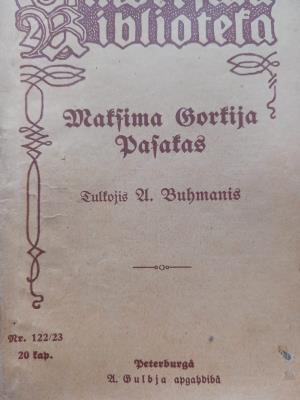 Biblioteka
Maksima Gorkija
Pasakas
Tulkojis A. Buhmanis
Nr. 122/23
20 kap.
Peterburgā
A. Gulbja apgahdibā